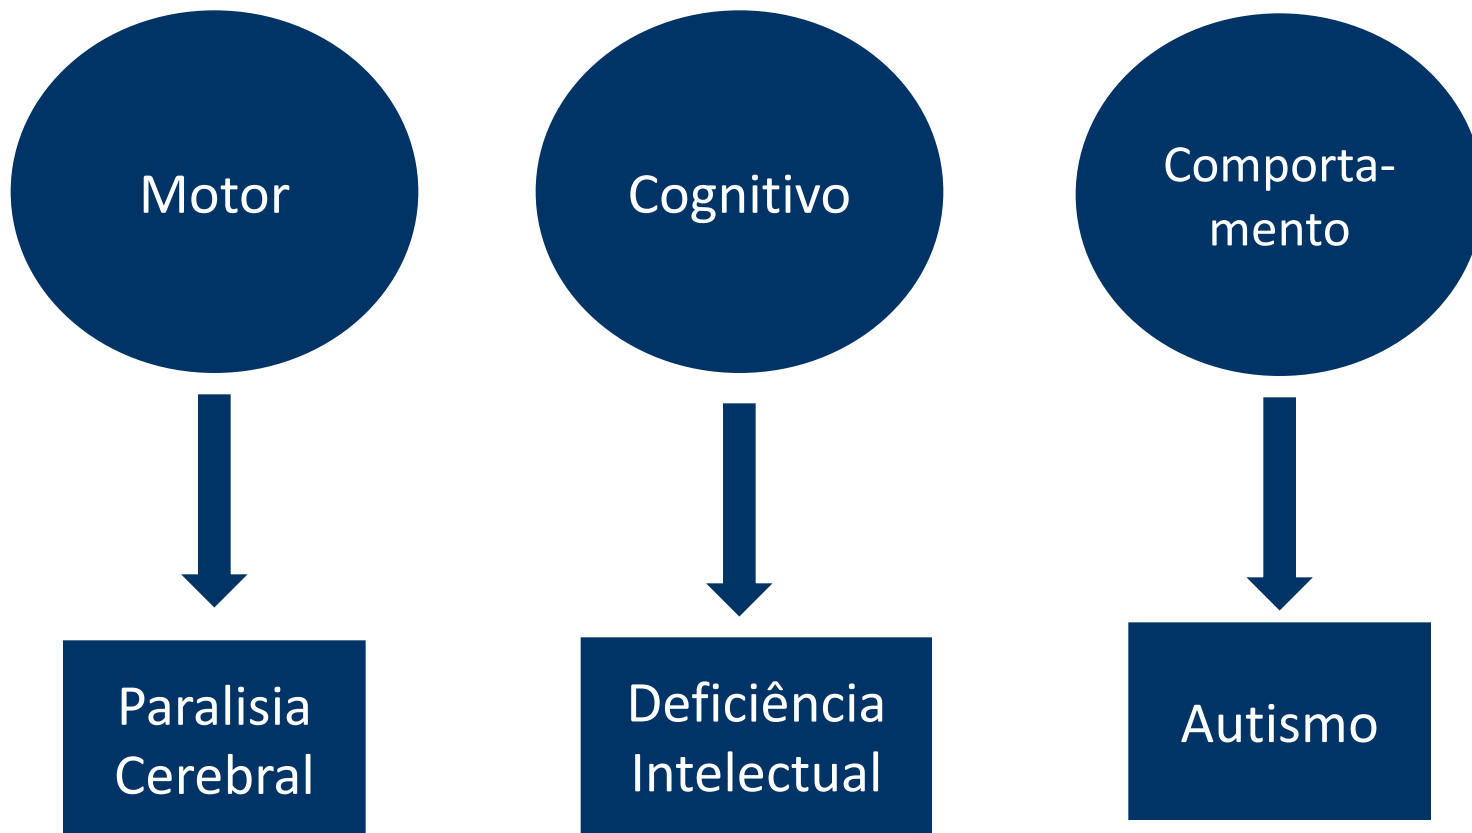 Motor
Cognitivo
Comporta-
mento
Paralisia
Cerebral
Deficiência
Intelectual
Autismo